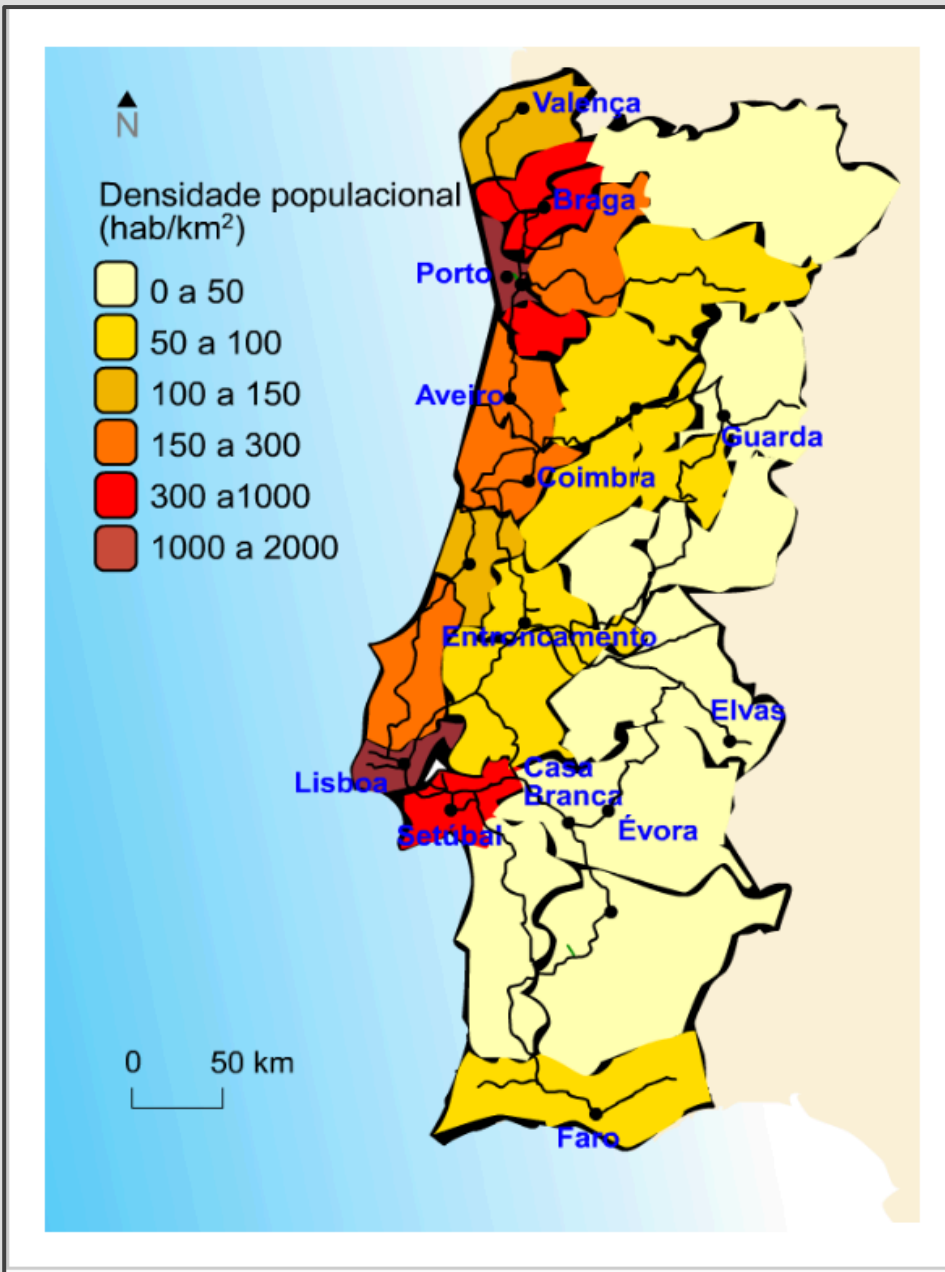 N
Densidade populacional
(hab/km²)
0 a 50
50 a 100
100 a 150
150 a 300
300 a1000
1000 a 2000
Valença
Braga
Porto
Aveiro
Guarda
Coimbra
Entroncamento
Elvas
Lisboa
Casa
Branca
Setúbal
Évora
0 50 km
Faro